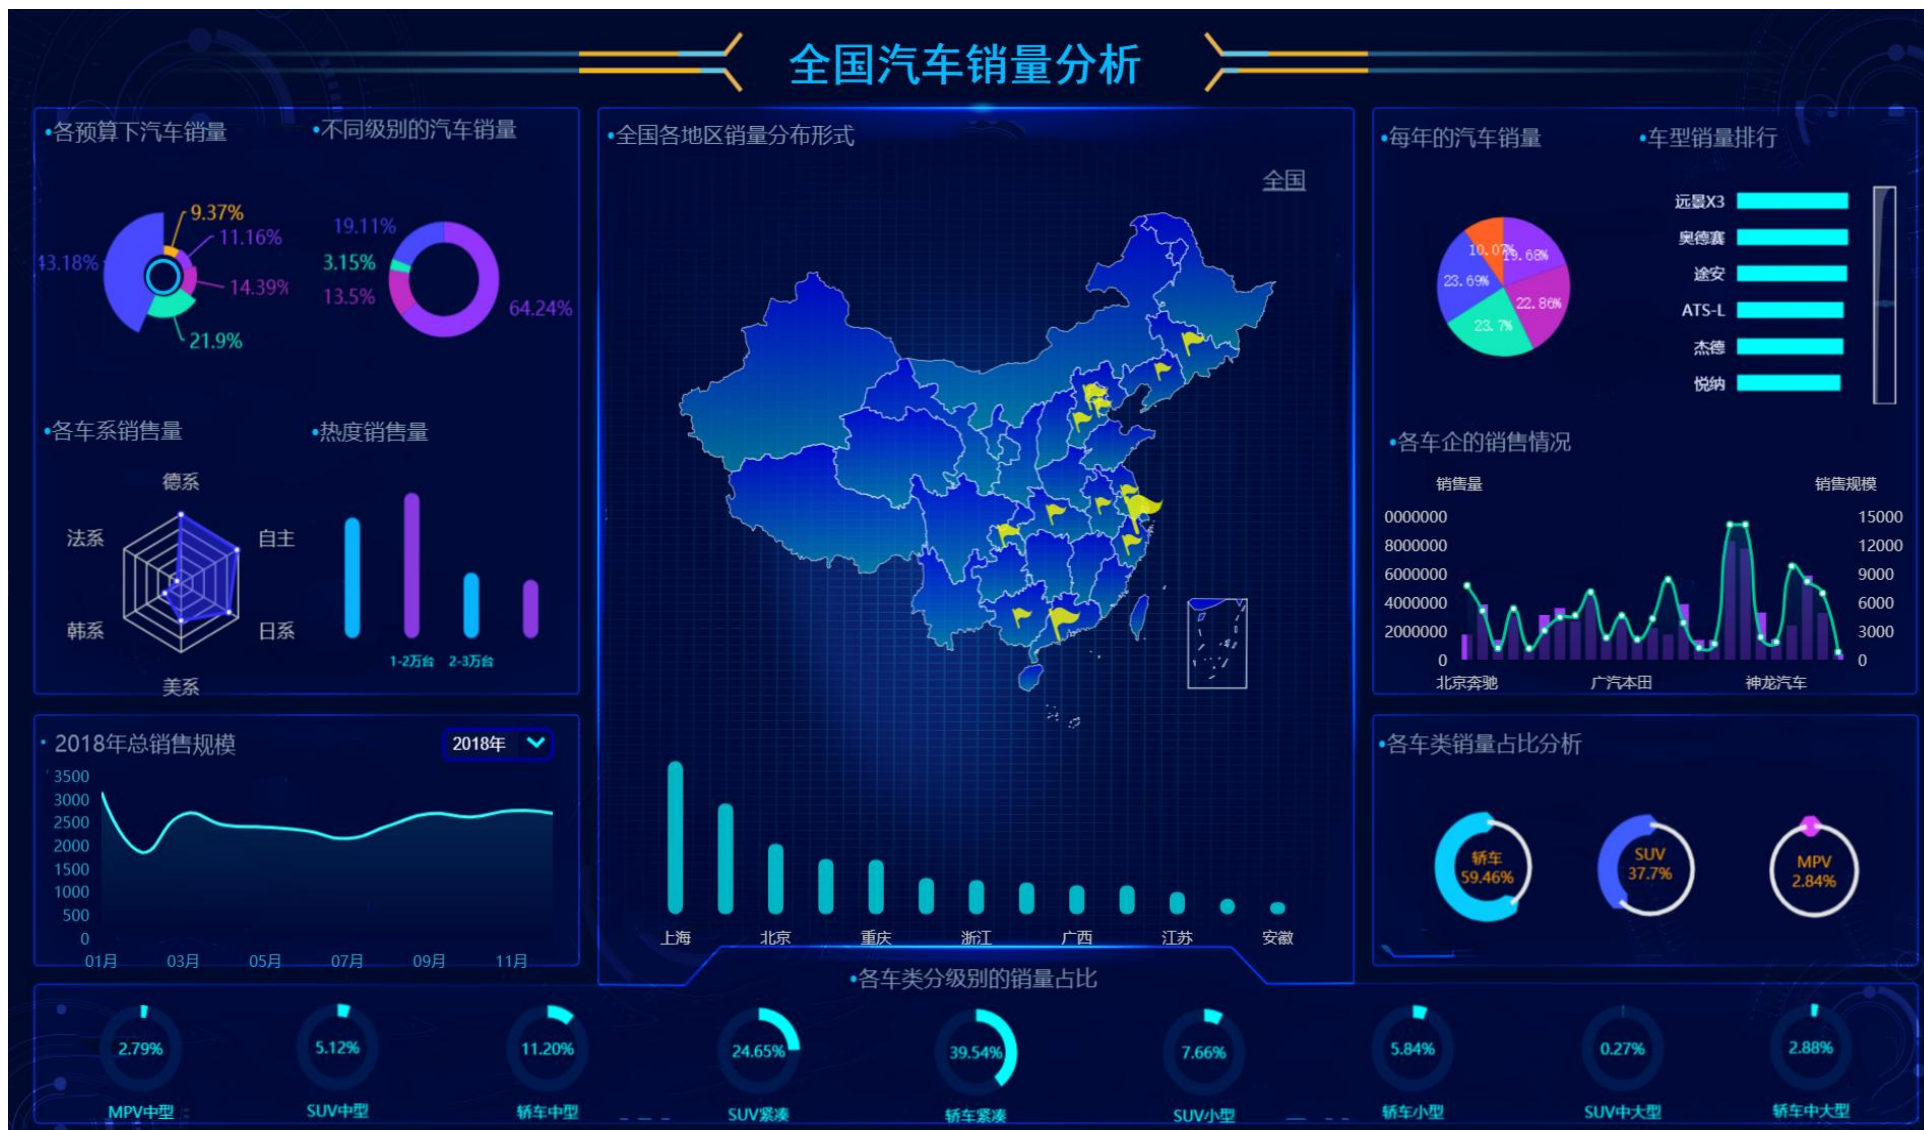 全国汽车销量分析
•各预算下汽车销量
•不同级别的汽车销量
9.37%
11.16%
43.18%
14.39%
21.9%
19.11%
3.15%
13.5%
64.24%
•各车系销售量
•热度销售量
德系
法系
自主
韩系
日系
美系
1-2万台
2-3万台
• 2018年总销售规模
2018年
3500
3000
2500
2000
1500
1000
500
0
01月
03月
05月
07月
09月
11月
•全国各地区销量分布形式
全国
上海
北京
重庆
浙江
广西
江苏
安徽
•每年的汽车销量
10.07%
19.68%
23.69%
22.86%
23.7%
•车型销量排行
远景X3
奥德赛
途安
ATS-L
杰德
悦纳
•各车企的销售情况
销售量
销售规模
0000000
8000000
6000000
4000000
2000000
0
15000
12000
9000
6000
3000
0
北京奔驰
广汽本田
神龙汽车
•各车类销量占比分析
轿车
59.46%
SUV
37.7%
MPV
2.84%
•各车类分级别的销量占比
2.79%
5.12%
11.20%
24.65%
39.54%
7.66%
5.84%
0.27%
2.88%
MPV中型
SUV中型
轿车中型
SUV紧凑
轿车紧凑
SUV小型
轿车小型
SUV中大型
轿车中大型